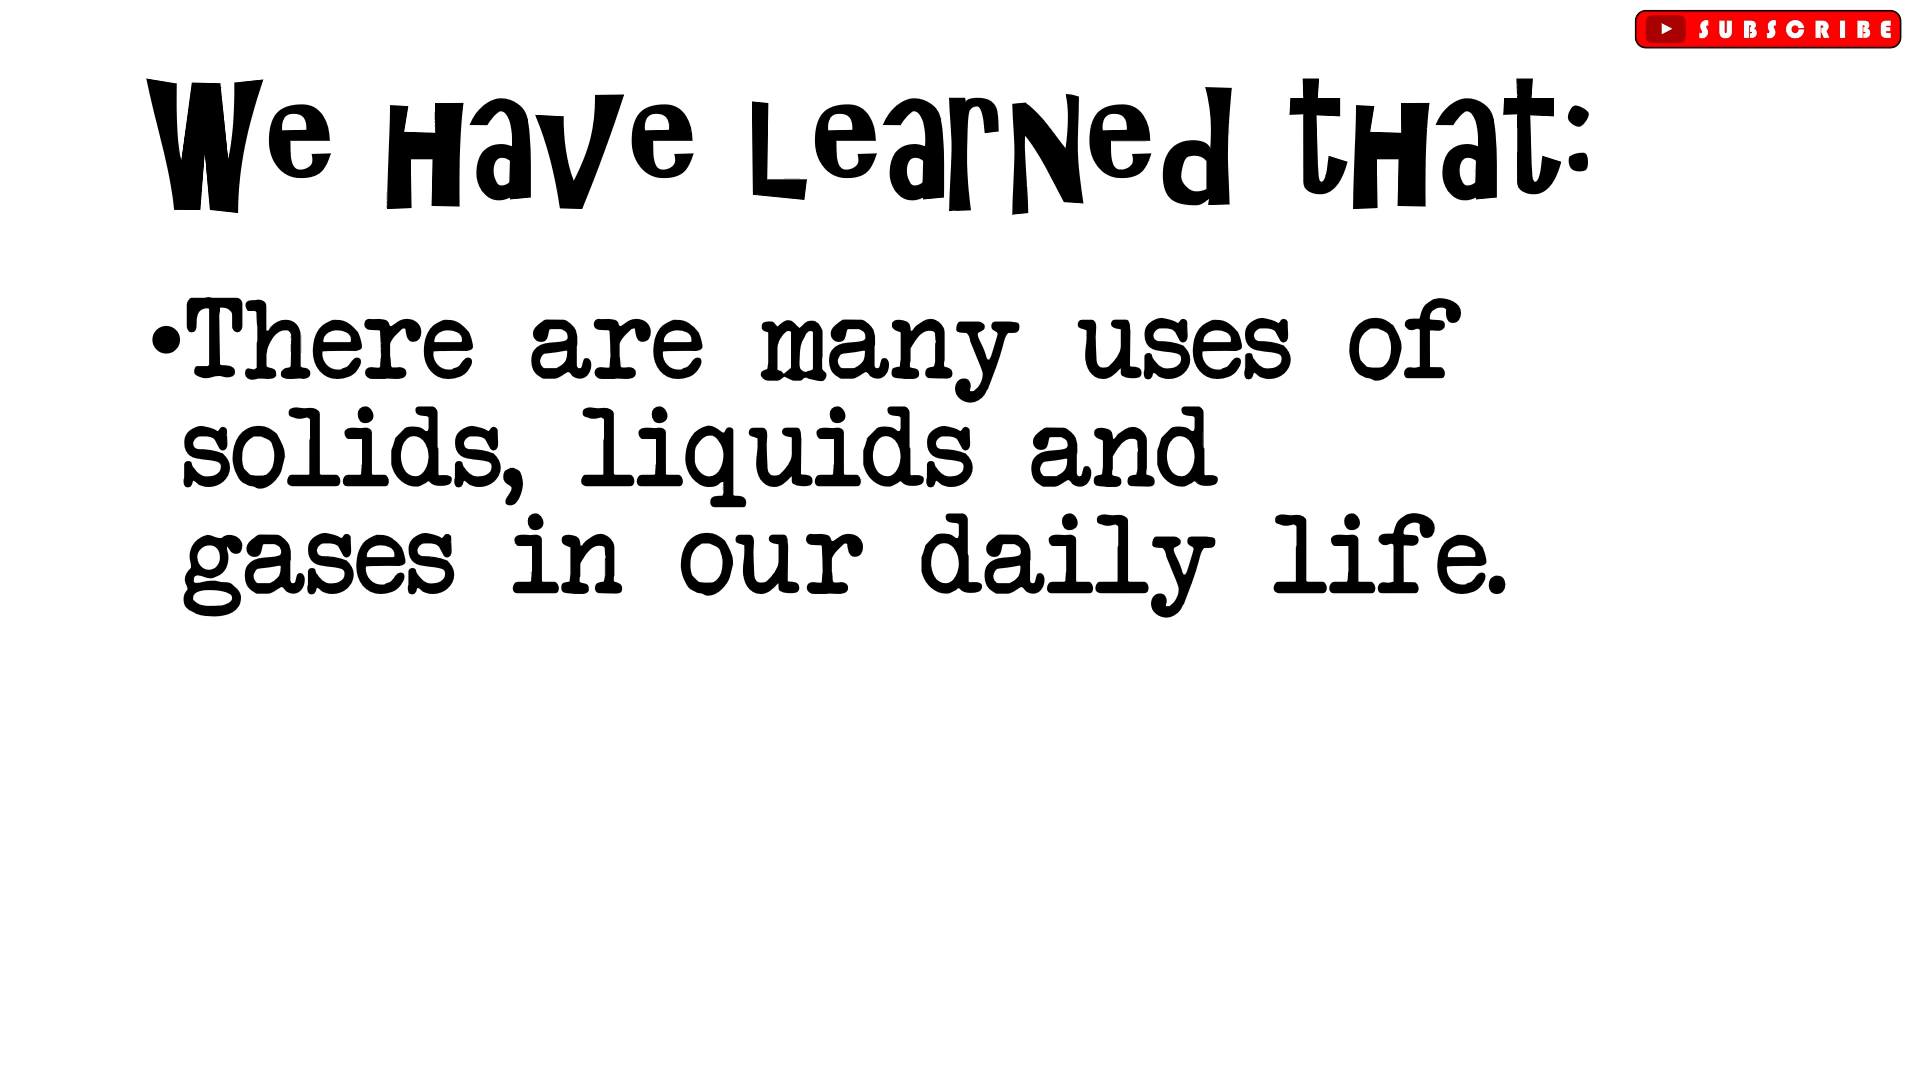 SUBSCRIBE
We have learned that:
•There are many uses of
solids, liquids and
gases in our daily life.